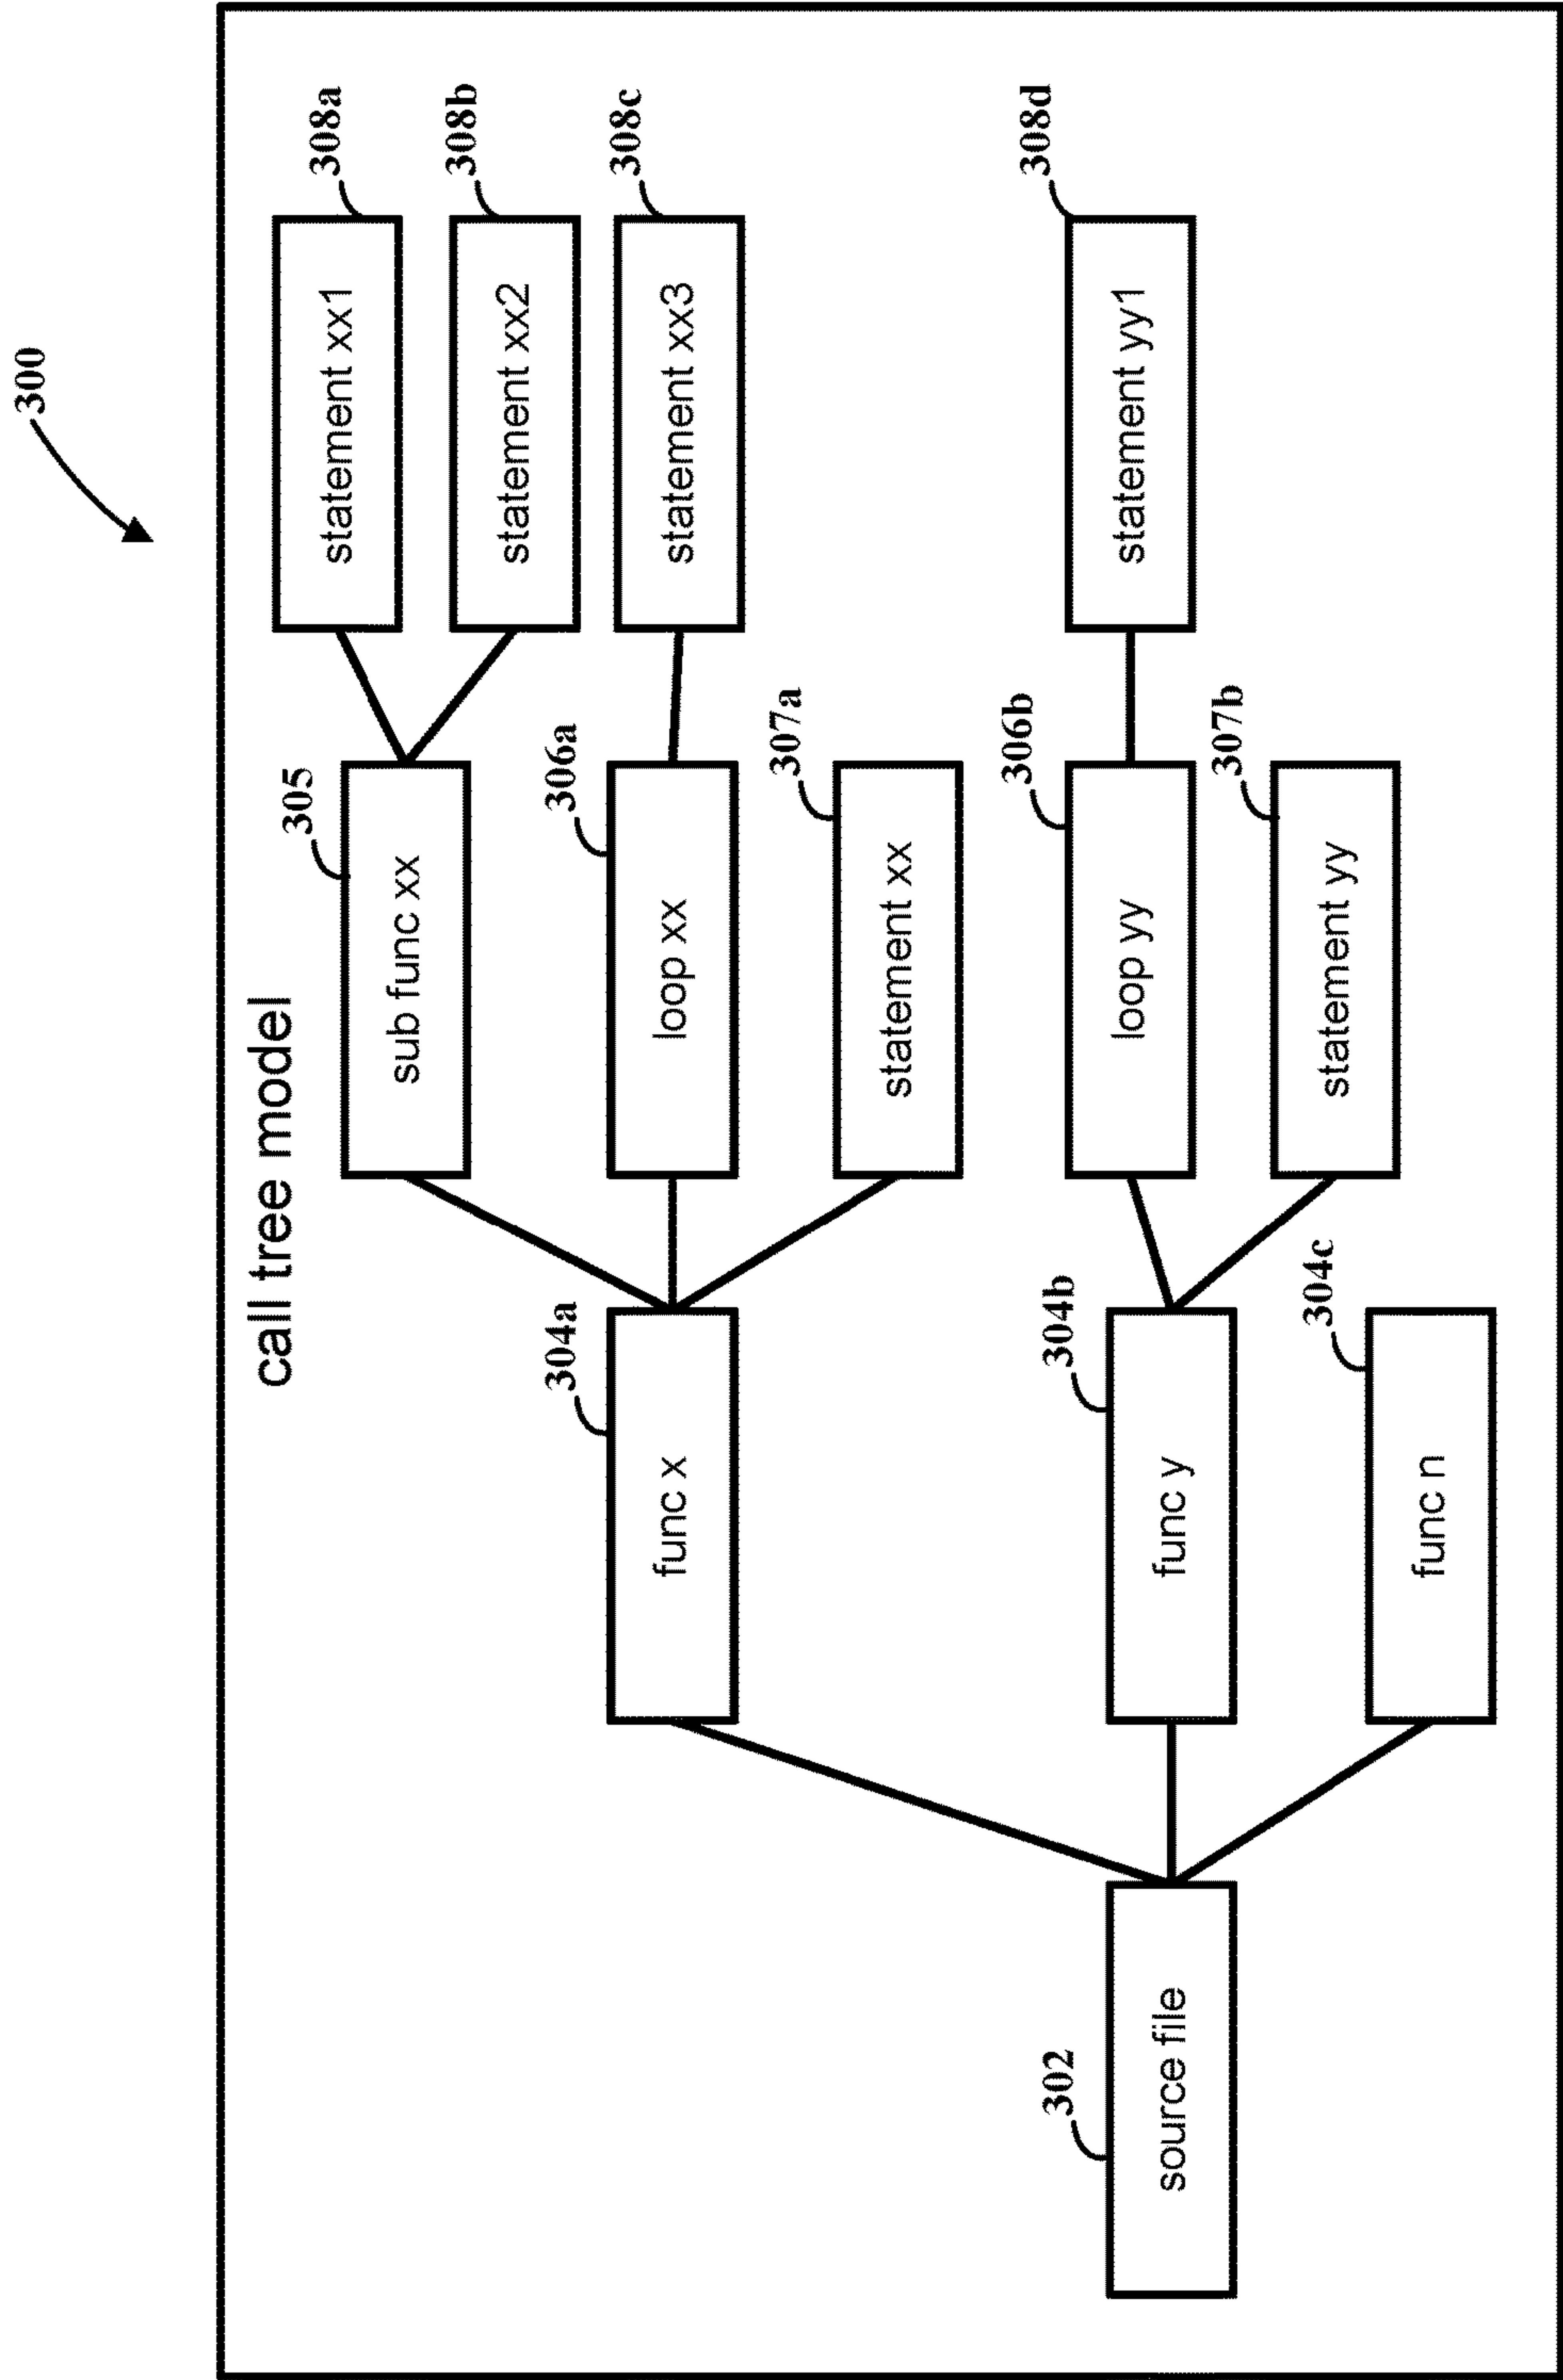 300
call tree model
302
source file
304a
func x
304b
func y
304c
func n
305
sub func xx
306a
loop xx
307a
statement xx
306b
loop yy
307b
statement yy
308a
statement xx1
308b
statement xx2
308c
statement xx3
308d
statement yy1